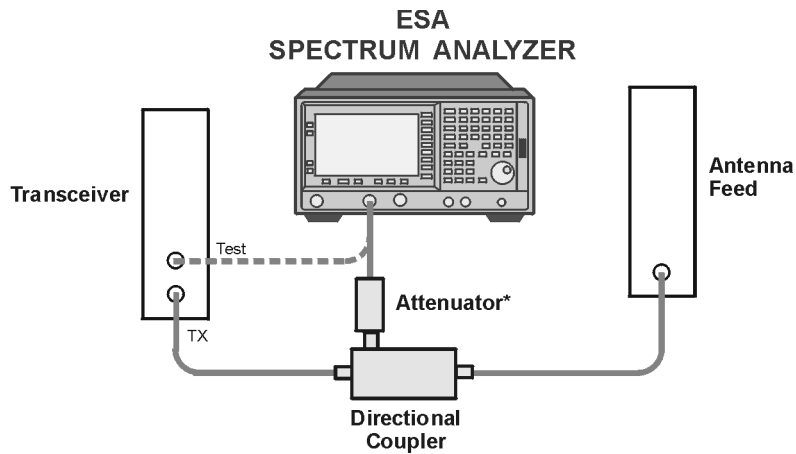 ESA
SPECTRUM ANALYZER
Transceiver
Antenna
Feed
Test
Attenuator*
TX
Directional
Coupler